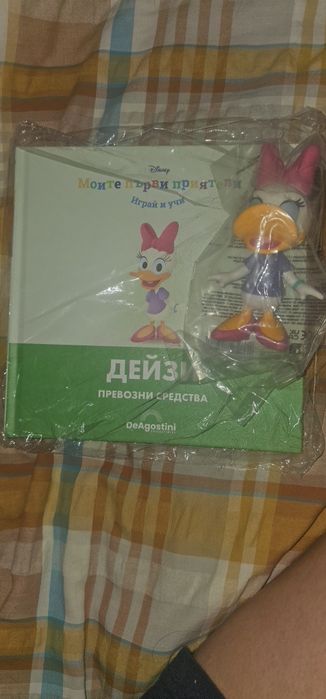 Disney
Моите първи приятели
Играй и учи
ДЕЙЗИ
ПРЕВОЗНИ СРЕДСТВА
DeAGOSTINI